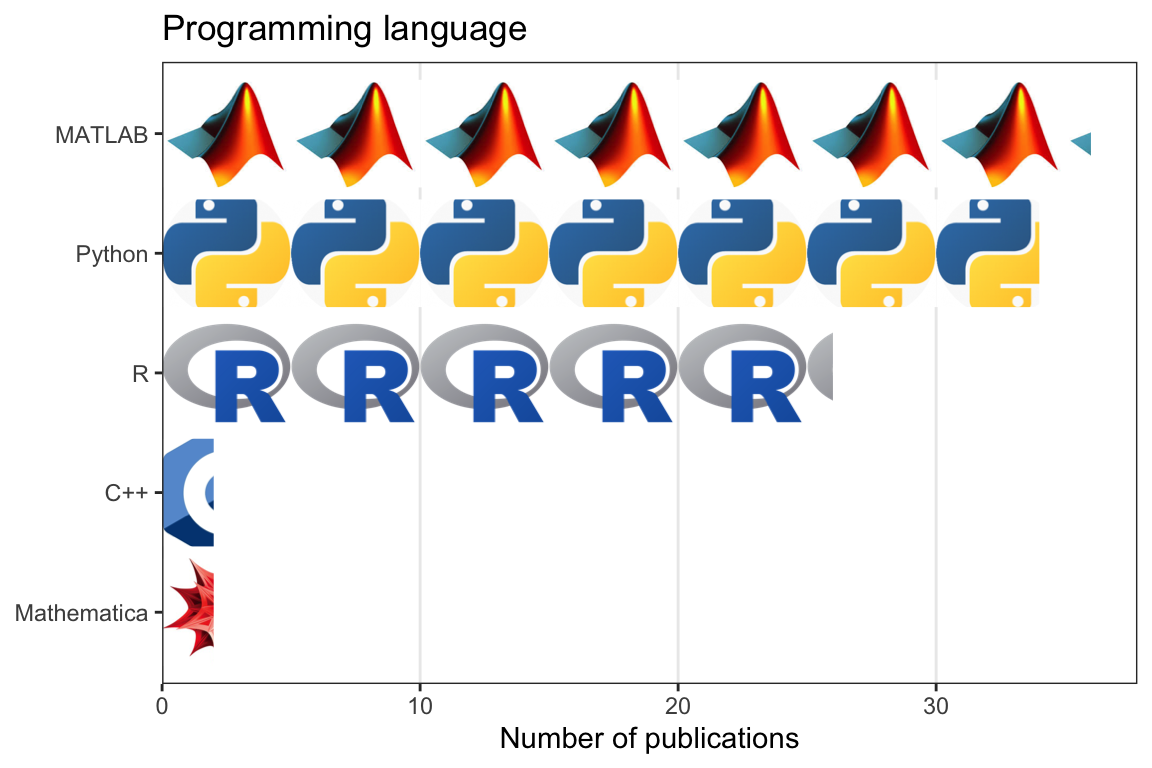 Programming language
MATLAB
Python
R
R R R R R
C++
Mathematica
0 10 20 30
Number of publications